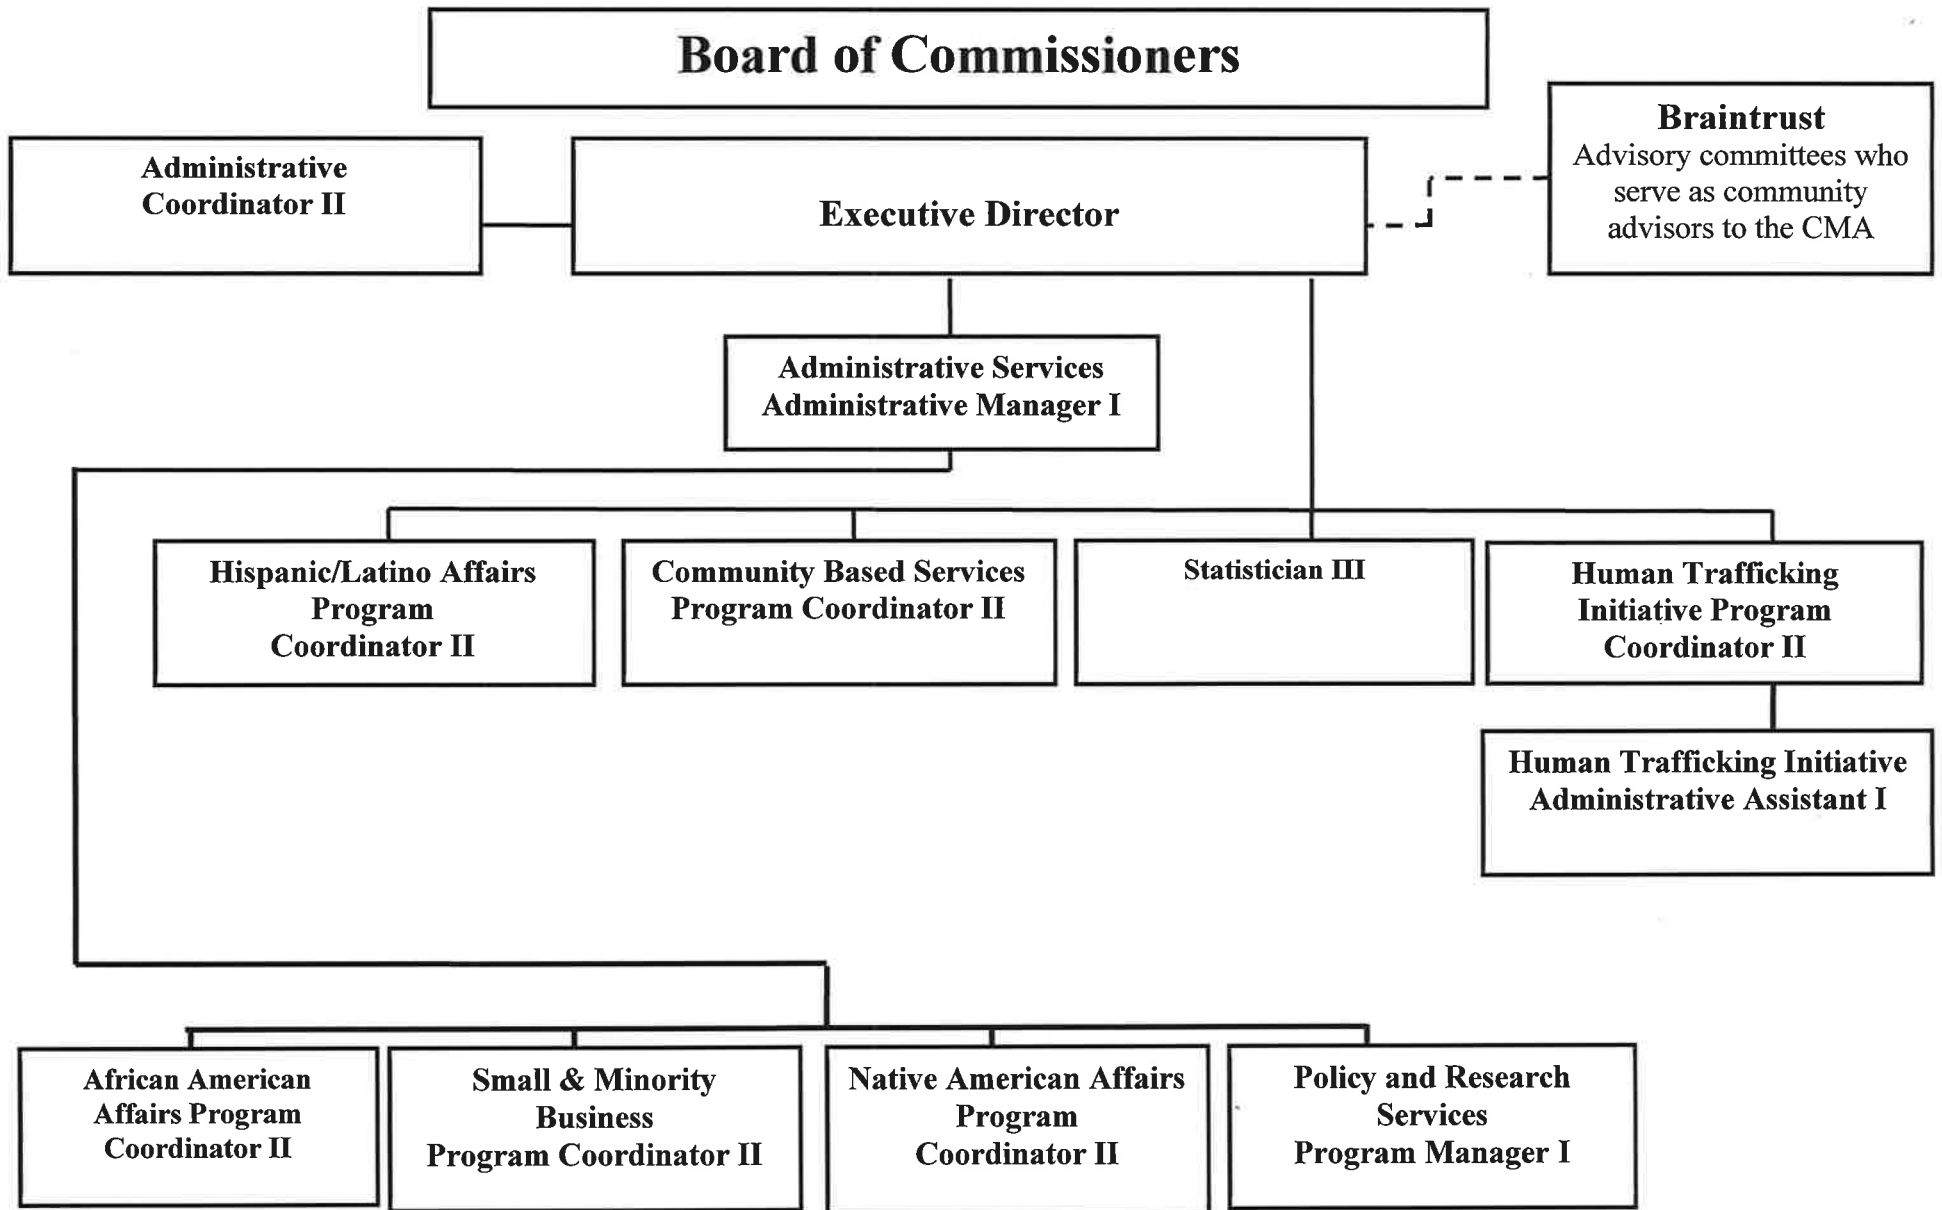 Board of Commissioners
Braintrust
Advisory committees who
serve as community
advisors to the CMA
Administrative
Coordinator II
Executive Director
Administrative Services
Administrative Manager I
Hispanic/Latino Affairs
Program
Coordinator II
Community Based Services
Program Coordinator II
Statistician III
Human Trafficking
Initiative Program
Coordinator II
Human Trafficking Initiative
Administrative Assistant I
African American
Affairs Program
Coordinator II
Small & Minority
Business
Program Coordinator II
Native American Affairs
Program
Coordinator II
Policy and Research
Services
Program Manager I